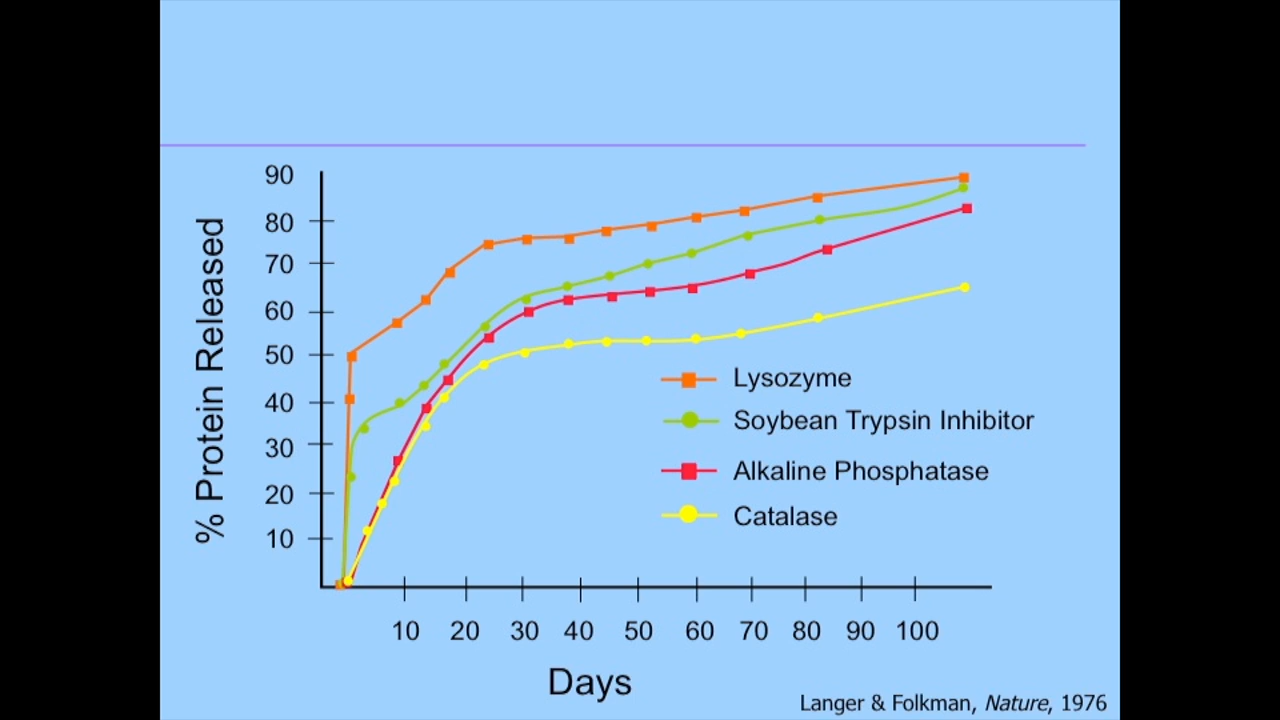 90
80
70
60
50
40
30
20
10
% Protein Released
Lysozyme
Soybean Trypsin Inhibitor
Alkaline Phosphatase
Catalase
10 20 30 40 50 60 70 80 90 100
Days
Langer & Folkman, Nature, 1976